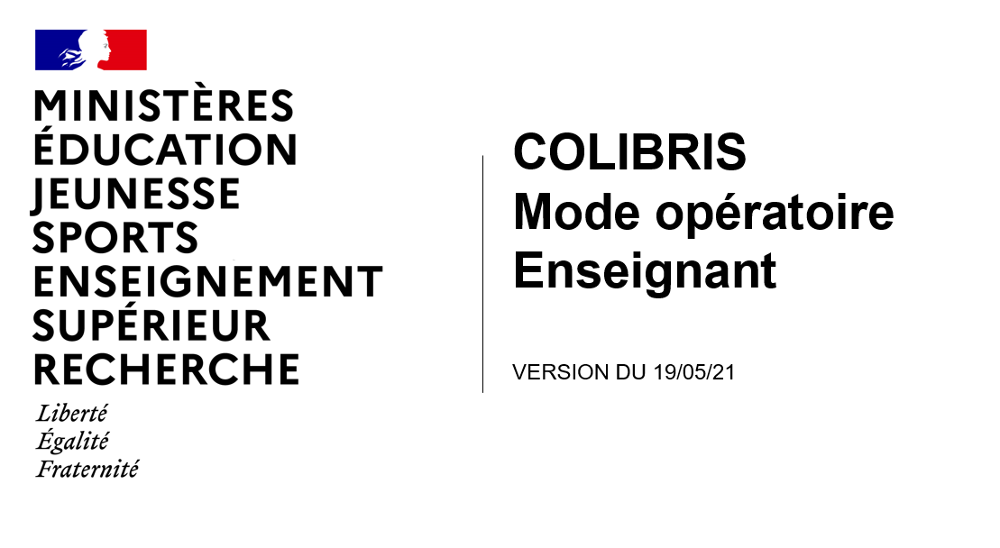 MINISTÈRES
ÉDUCATION
JEUNESSE
SPORTS
ENSEIGNEMENT
SUPÉRIEUR
RECHERCHE
Liberté
Égalité
Fraternité
COLIBRIS
Mode opératoire
Enseignant
VERSION DU 19/05/21